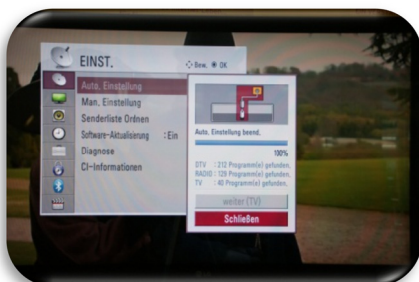 EINST.
Bew. OK
Auto. Einstellung
Man. Einstellung
Senderliste Ordnen
Software-Aktualisierung : Ein
Diagnose
CI-Informationen
Auto. Einstellung beend.
100%
DTV : 212 Programm(e) gefunden.
RADIO : 129 Programm(e) gefunden.
TV : 40 Programm(e) gefunden.
weiter (TV)
Schließen